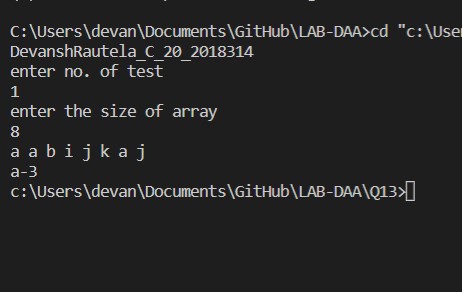 C:\Users\devan\Documents\GitHub\LAB-DAA>cd "c:\Use
DevanshRautela_C_20_2018314
enter no. of test
1
enter the size of array
8
a a b i j k a j
a-3
c:\Users\devan\Documents\GitHub\LAB-DAA\Q13>